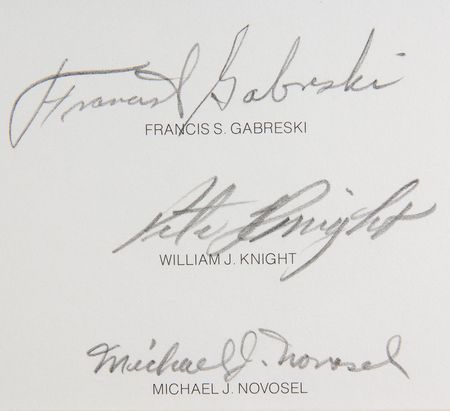 Francis S. Gabreski
FRANCIS S. GABRESKI
Pete Knight
WILLIAM J. KNIGHT
Michael J. Novosel
MICHAEL J. NOVOSEL